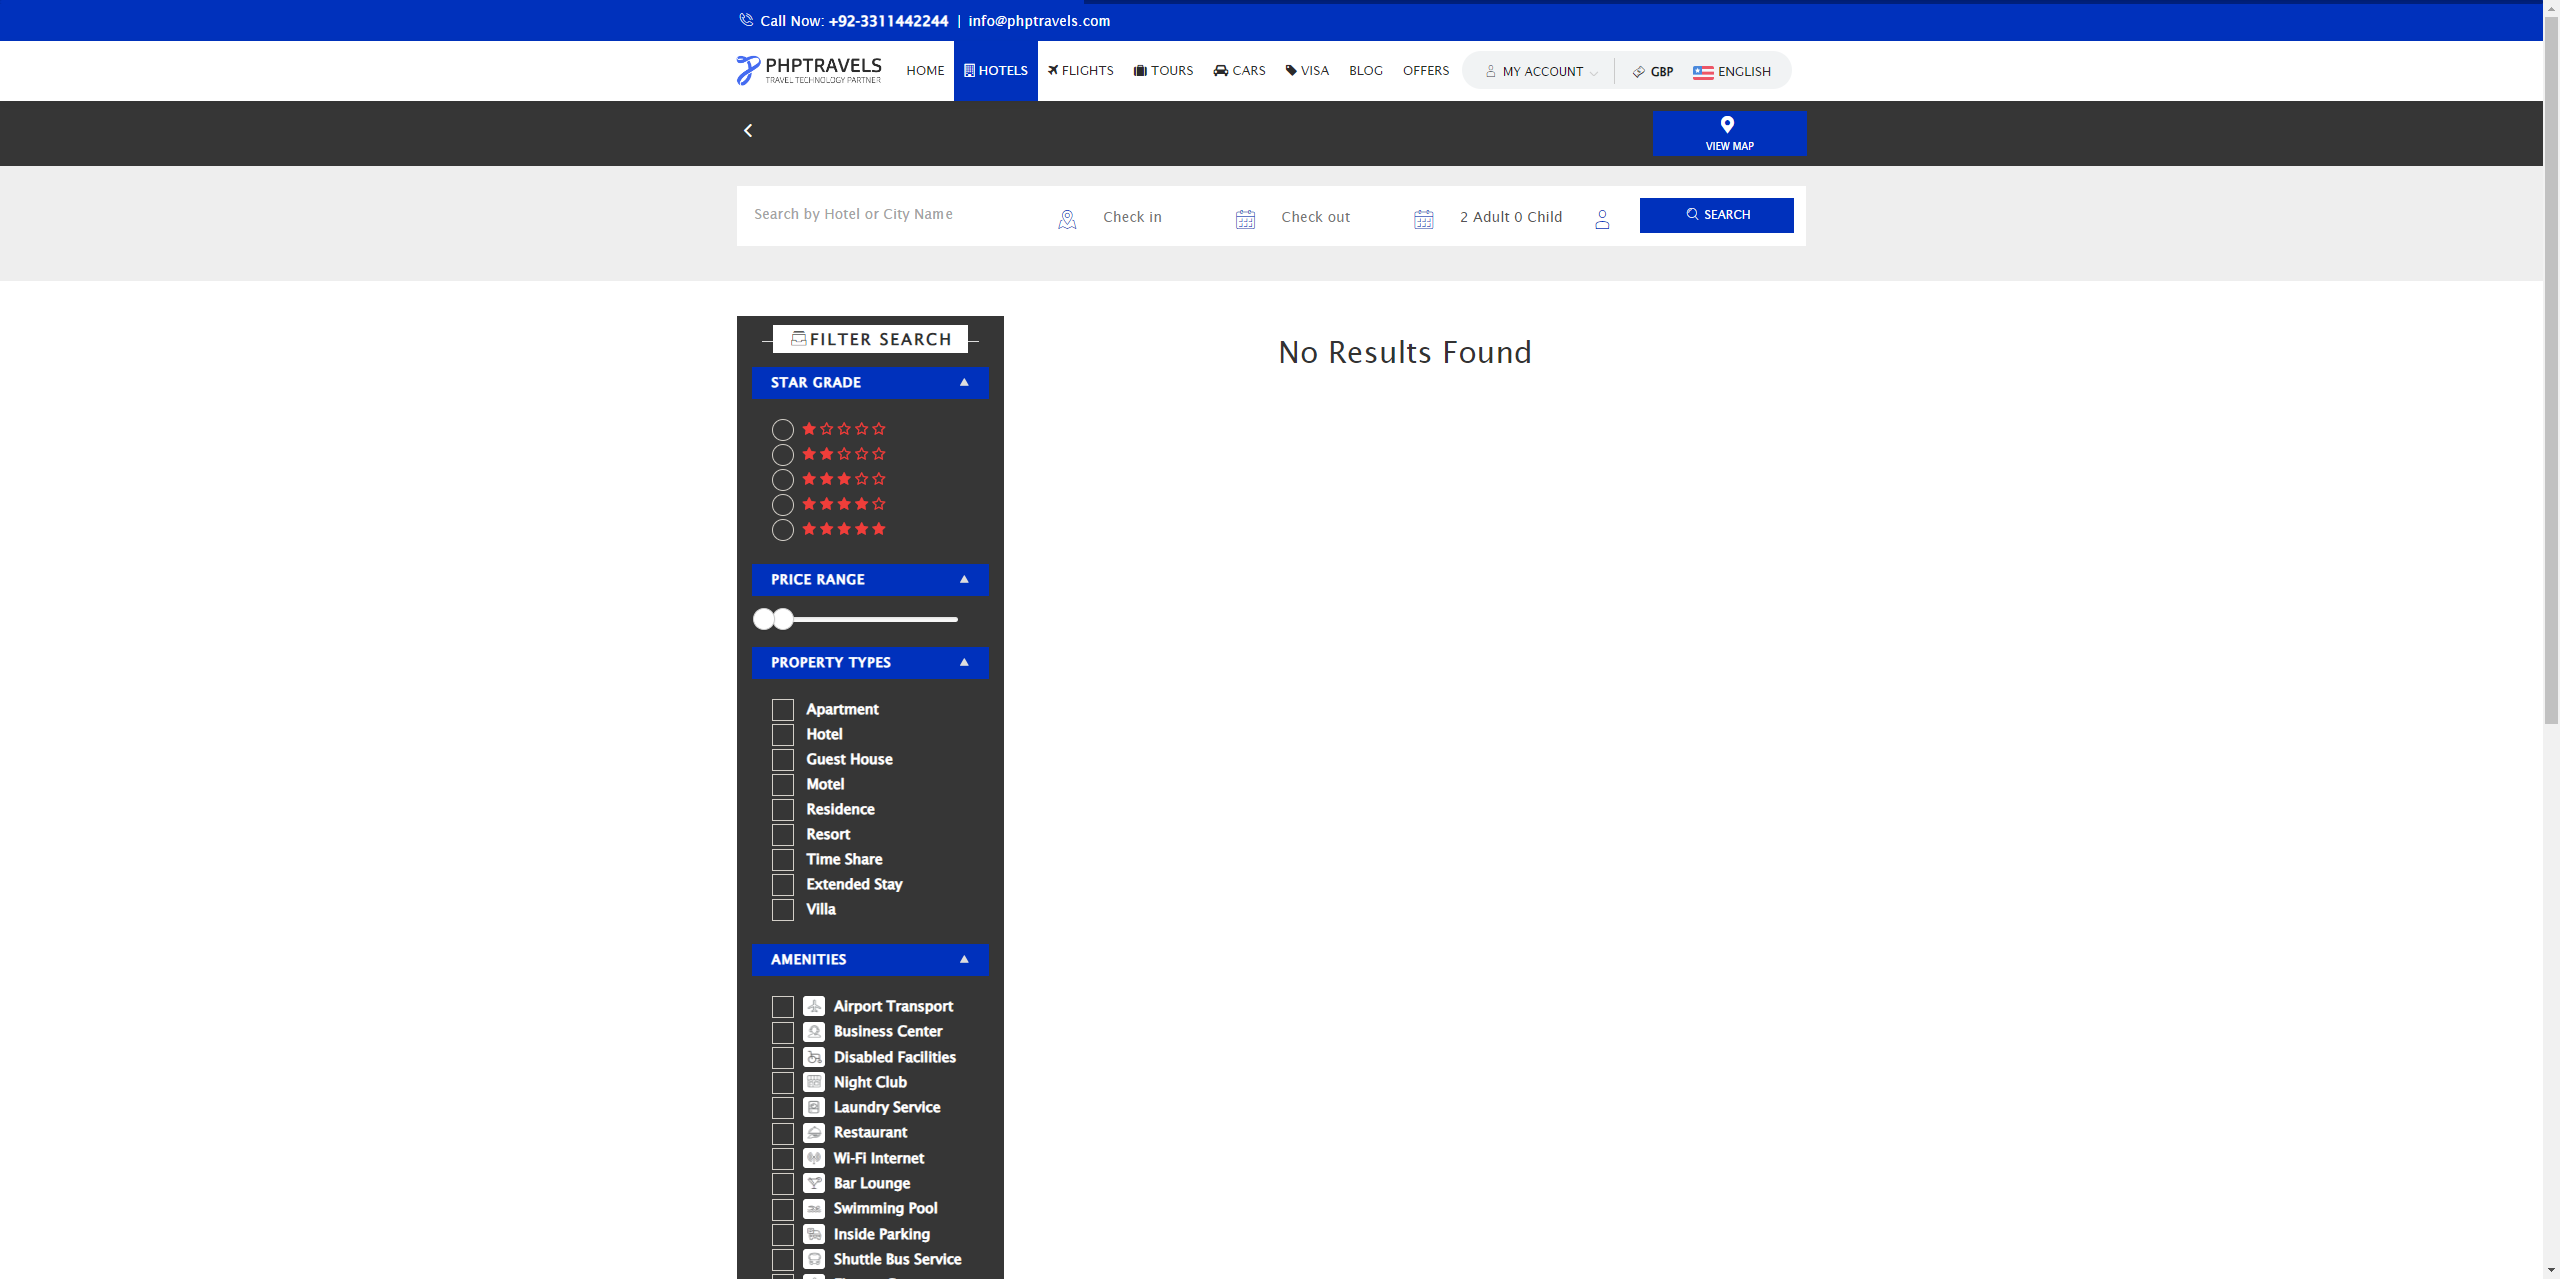 Call Now: +92-3311442244 | info@phptravels.com
PHPTRAVELS
TRAVEL TECHNOLOGY PARTNER
HOME HOTELS FLIGHTS TOURS CARS VISA BLOG OFFERS MY ACCOUNT GBP ENGLISH
VIEW MAP
Search by Hotel or City Name Check in Check out 2 Adult 0 Child SEARCH
FILTER SEARCH
No Results Found
STAR GRADE
PRICE RANGE
PROPERTY TYPES
Apartment
Hotel
Guest House
Motel
Residence
Resort
Time Share
Extended Stay
Villa
AMENITIES
Airport Transport
Business Center
Disabled Facilities
Night Club
Laundry Service
Restaurant
Wi-Fi Internet
Bar Lounge
Swimming Pool
Inside Parking
Shuttle Bus Service